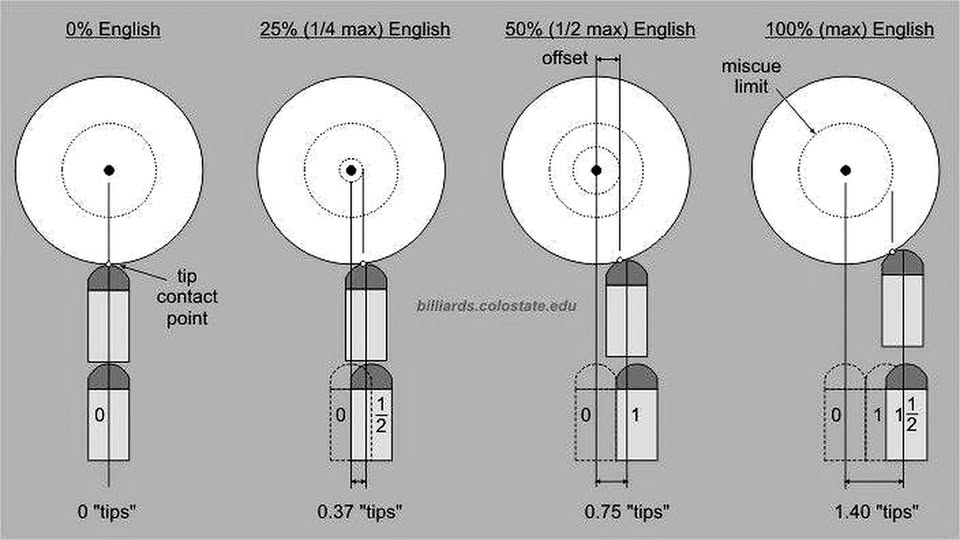 0% English
25% (1/4 max) English
50% (1/2 max) English
100% (max) English
offset
miscue
limit
tip
contact
point
billiards.colostate.edu
0
0
1
2
0
1
0
1
1
1
2
0 "tips"
0.37 "tips"
0.75 "tips"
1.40 "tips"